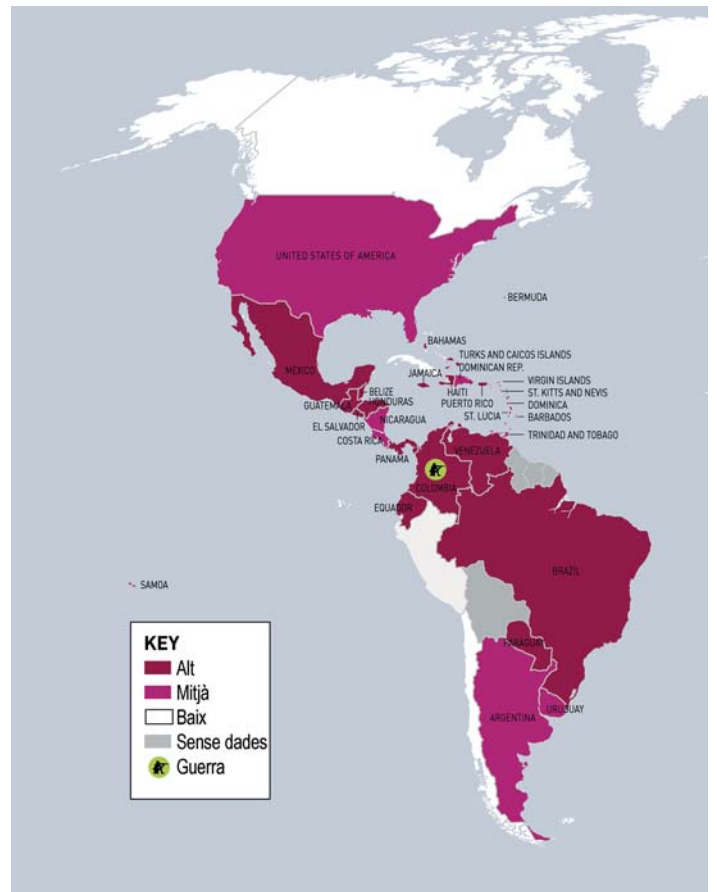 UNITED STATES OF AMERICA
BERMUDA
BAHAMAS
TURKS AND CAICOS ISLANDS
DOMINICAN REP.
JAMAICA
MEXICO
HAITI
VIRGIN ISLANDS
BELIZE
PUERTO RICO
ST. KITTS AND NEVIS
HONDURAS
GUATEMALA
DOMINICA
ST. LUCIA
BARBADOS
NICARAGUA
EL SALVADOR
COSTA RICA
TRINIDAD AND TOBAGO
PANAMA
VENEZUELA
COLOMBIA
EQUADOR
BRAZIL
SAMOA
PARAGUAY
URUGUAY
ARGENTINA
KEY
Alt
Mitjà
Baix
Sense dades
Guerra